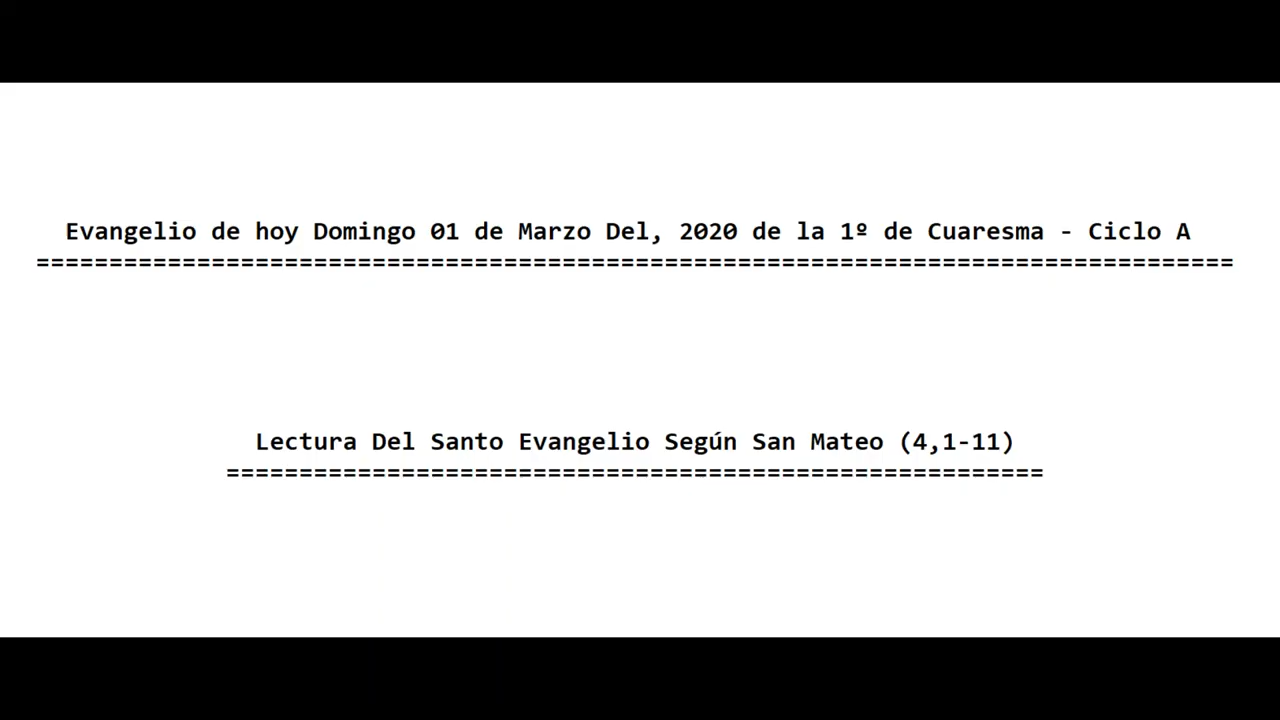 Evangelio de hoy Domingo 01 de Marzo Del, 2020 de la 1º de Cuaresma - Ciclo A
==================================================================================
Lectura Del Santo Evangelio Según San Mateo (4,1-11)
========================================================